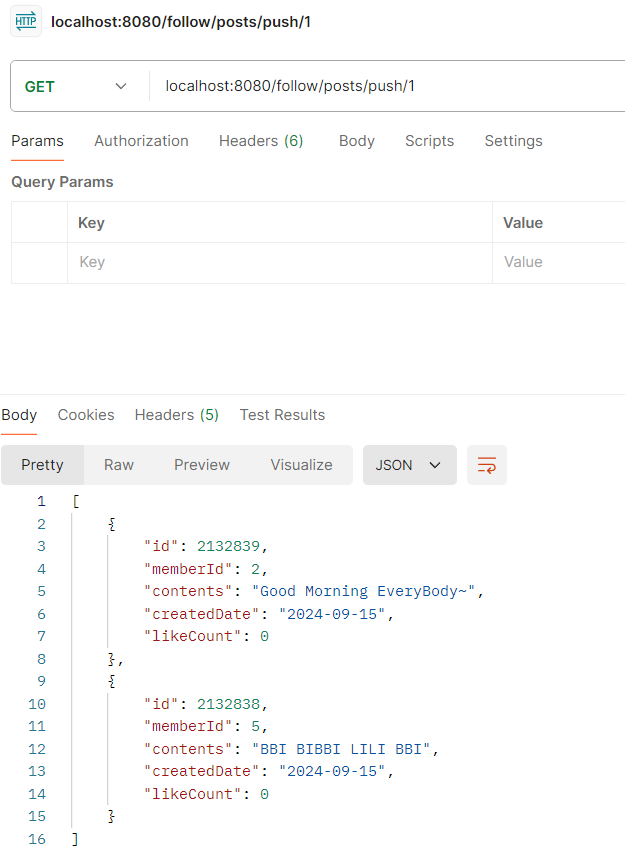 HTTP localhost:8080/follow/posts/push/1
GET localhost:8080/follow/posts/push/1
Params Authorization Headers (6) Body Scripts Settings
Query Params
Key Value
Key Value
Body Cookies Headers (5) Test Results
Pretty Raw Preview Visualize JSON
1 [
2 {
3 "id": 2132839,
4 "memberId": 2,
5 "contents": "Good Morning EveryBody~",
6 "createdDate": "2024-09-15",
7 "likeCount": 0
8 },
9 {
10 "id": 2132838,
11 "memberId": 5,
12 "contents": "BBI BIBBI LILI BBI",
13 "createdDate": "2024-09-15",
14 "likeCount": 0
15 }
16 ]